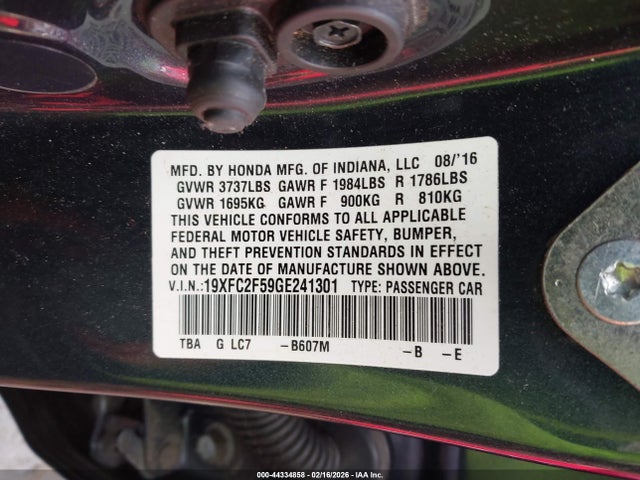 MFD. BY HONDA MFG. OF INDIANA, LLC 08/'16
GVWR 3737LBS GAWR F 1984LBS R 1786LBS
GVWR 1695KG GAWR F 900KG R 810KG
THIS VEHICLE CONFORMS TO ALL APPLICABLE
FEDERAL MOTOR VEHICLE SAFETY, BUMPER,
AND THEFT PREVENTION STANDARDS IN EFFECT
ON THE DATE OF MANUFACTURE SHOWN ABOVE.
V.I.N.:19XFC2F59GE241301 TYPE: PASSENGER CAR
TBA G LC7 -B607M -B -E
000-44334858 - 02/16/2026 - IAA Inc.